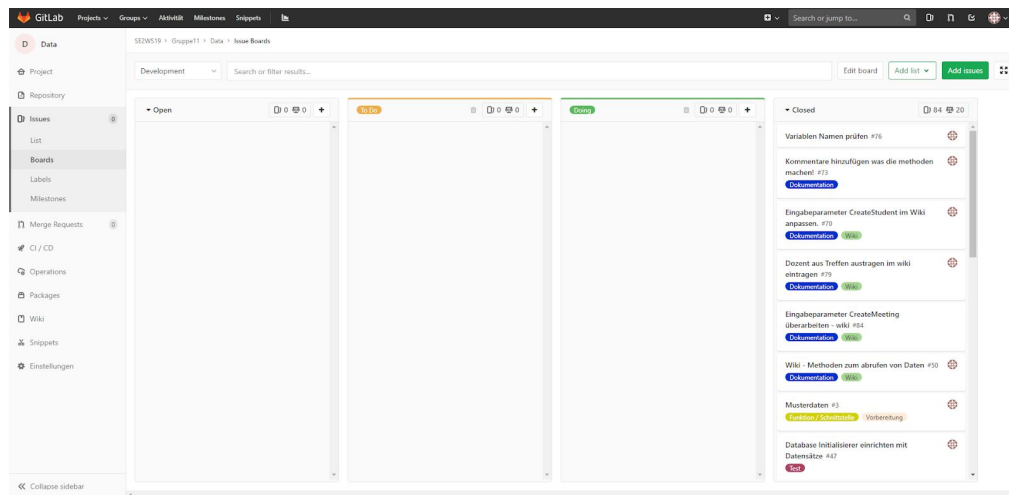 GitLab Projects Groups Aktivität Milestones Snippets Search or jump to...
D Data
SE2WS19 > Gruppe11 > Data > Issue Boards
Project
Repository
Issues 0
List
Boards
Labels
Milestones
Merge Requests 0
CI / CD
Operations
Packages
Wiki
Snippets
Einstellungen
Collapse sidebar
Development Search or filter results... Edit board Add list Add issues
Open 0 0 +
To Do 0 0 +
Doing 0 0 +
Closed 84 20
Variablen Namen prüfen #76
Kommentare hinzufügen was die methoden
machen! #73
Dokumentation
Eingabeparameter CreateStudent im Wiki
anpassen. #70
Dokumentation Wiki
Dozent aus Treffen austragen im wiki
eintragen #79
Dokumentation Wiki
Eingabeparameter CreateMeeting
überarbeiten - wiki #84
Dokumentation Wiki
Wiki - Methoden zum abrufen von Daten #50
Dokumentation Wiki
Musterdaten #3
Funktion / Schnittstelle Vorbereitung
Database Initialisierer einrichten mit
Datensätze #47
Test